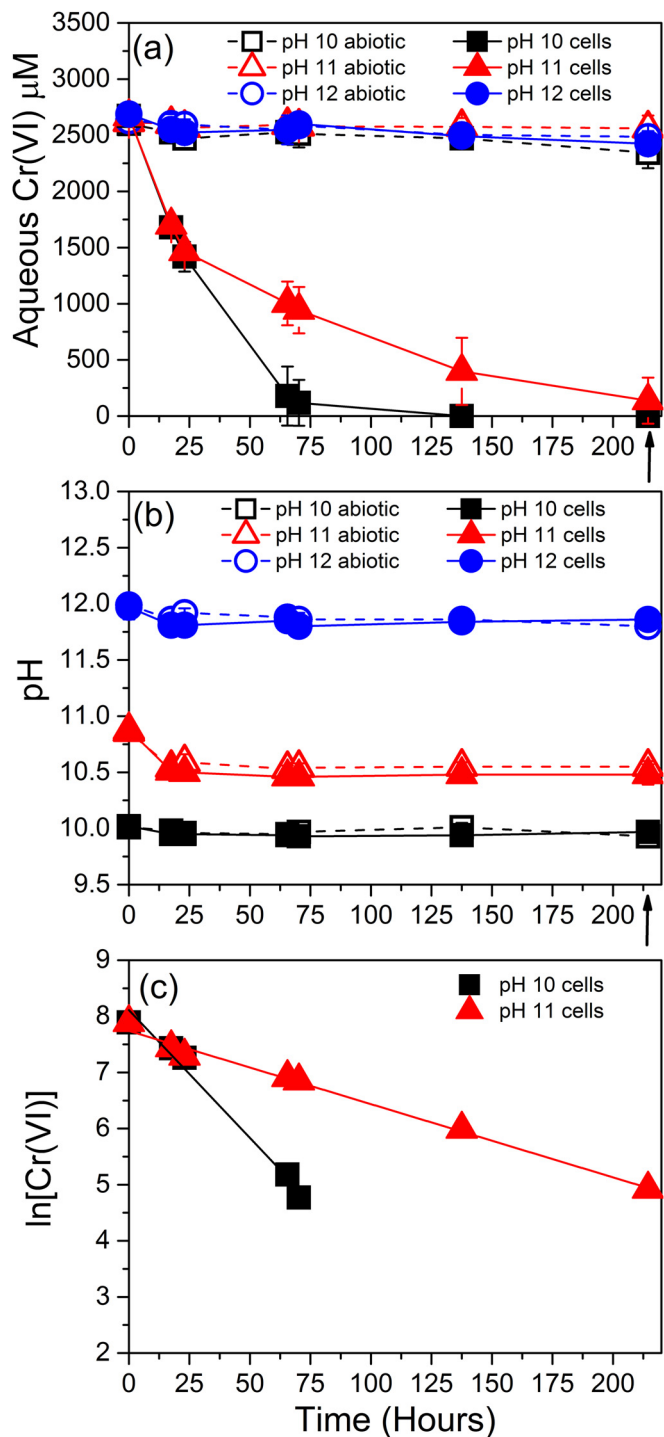 (a)
pH 10 abiotic pH 10 cells
pH 11 abiotic pH 11 cells
pH 12 abiotic pH 12 cells
3500
3000
2500
2000
1500
1000
500
0
Aqueous Cr(VI) μM
0 25 50 75 100 125 150 175 200
(b)
pH 10 abiotic pH 10 cells
pH 11 abiotic pH 11 cells
pH 12 abiotic pH 12 cells
13.0
12.5
12.0
11.5
11.0
10.5
10.0
9.5
pH
0 25 50 75 100 125 150 175 200
(c)
pH 10 cells
pH 11 cells
9
8
7
6
5
4
3
2
ln[Cr(VI)]
0 25 50 75 100 125 150 175 200
Time (Hours)